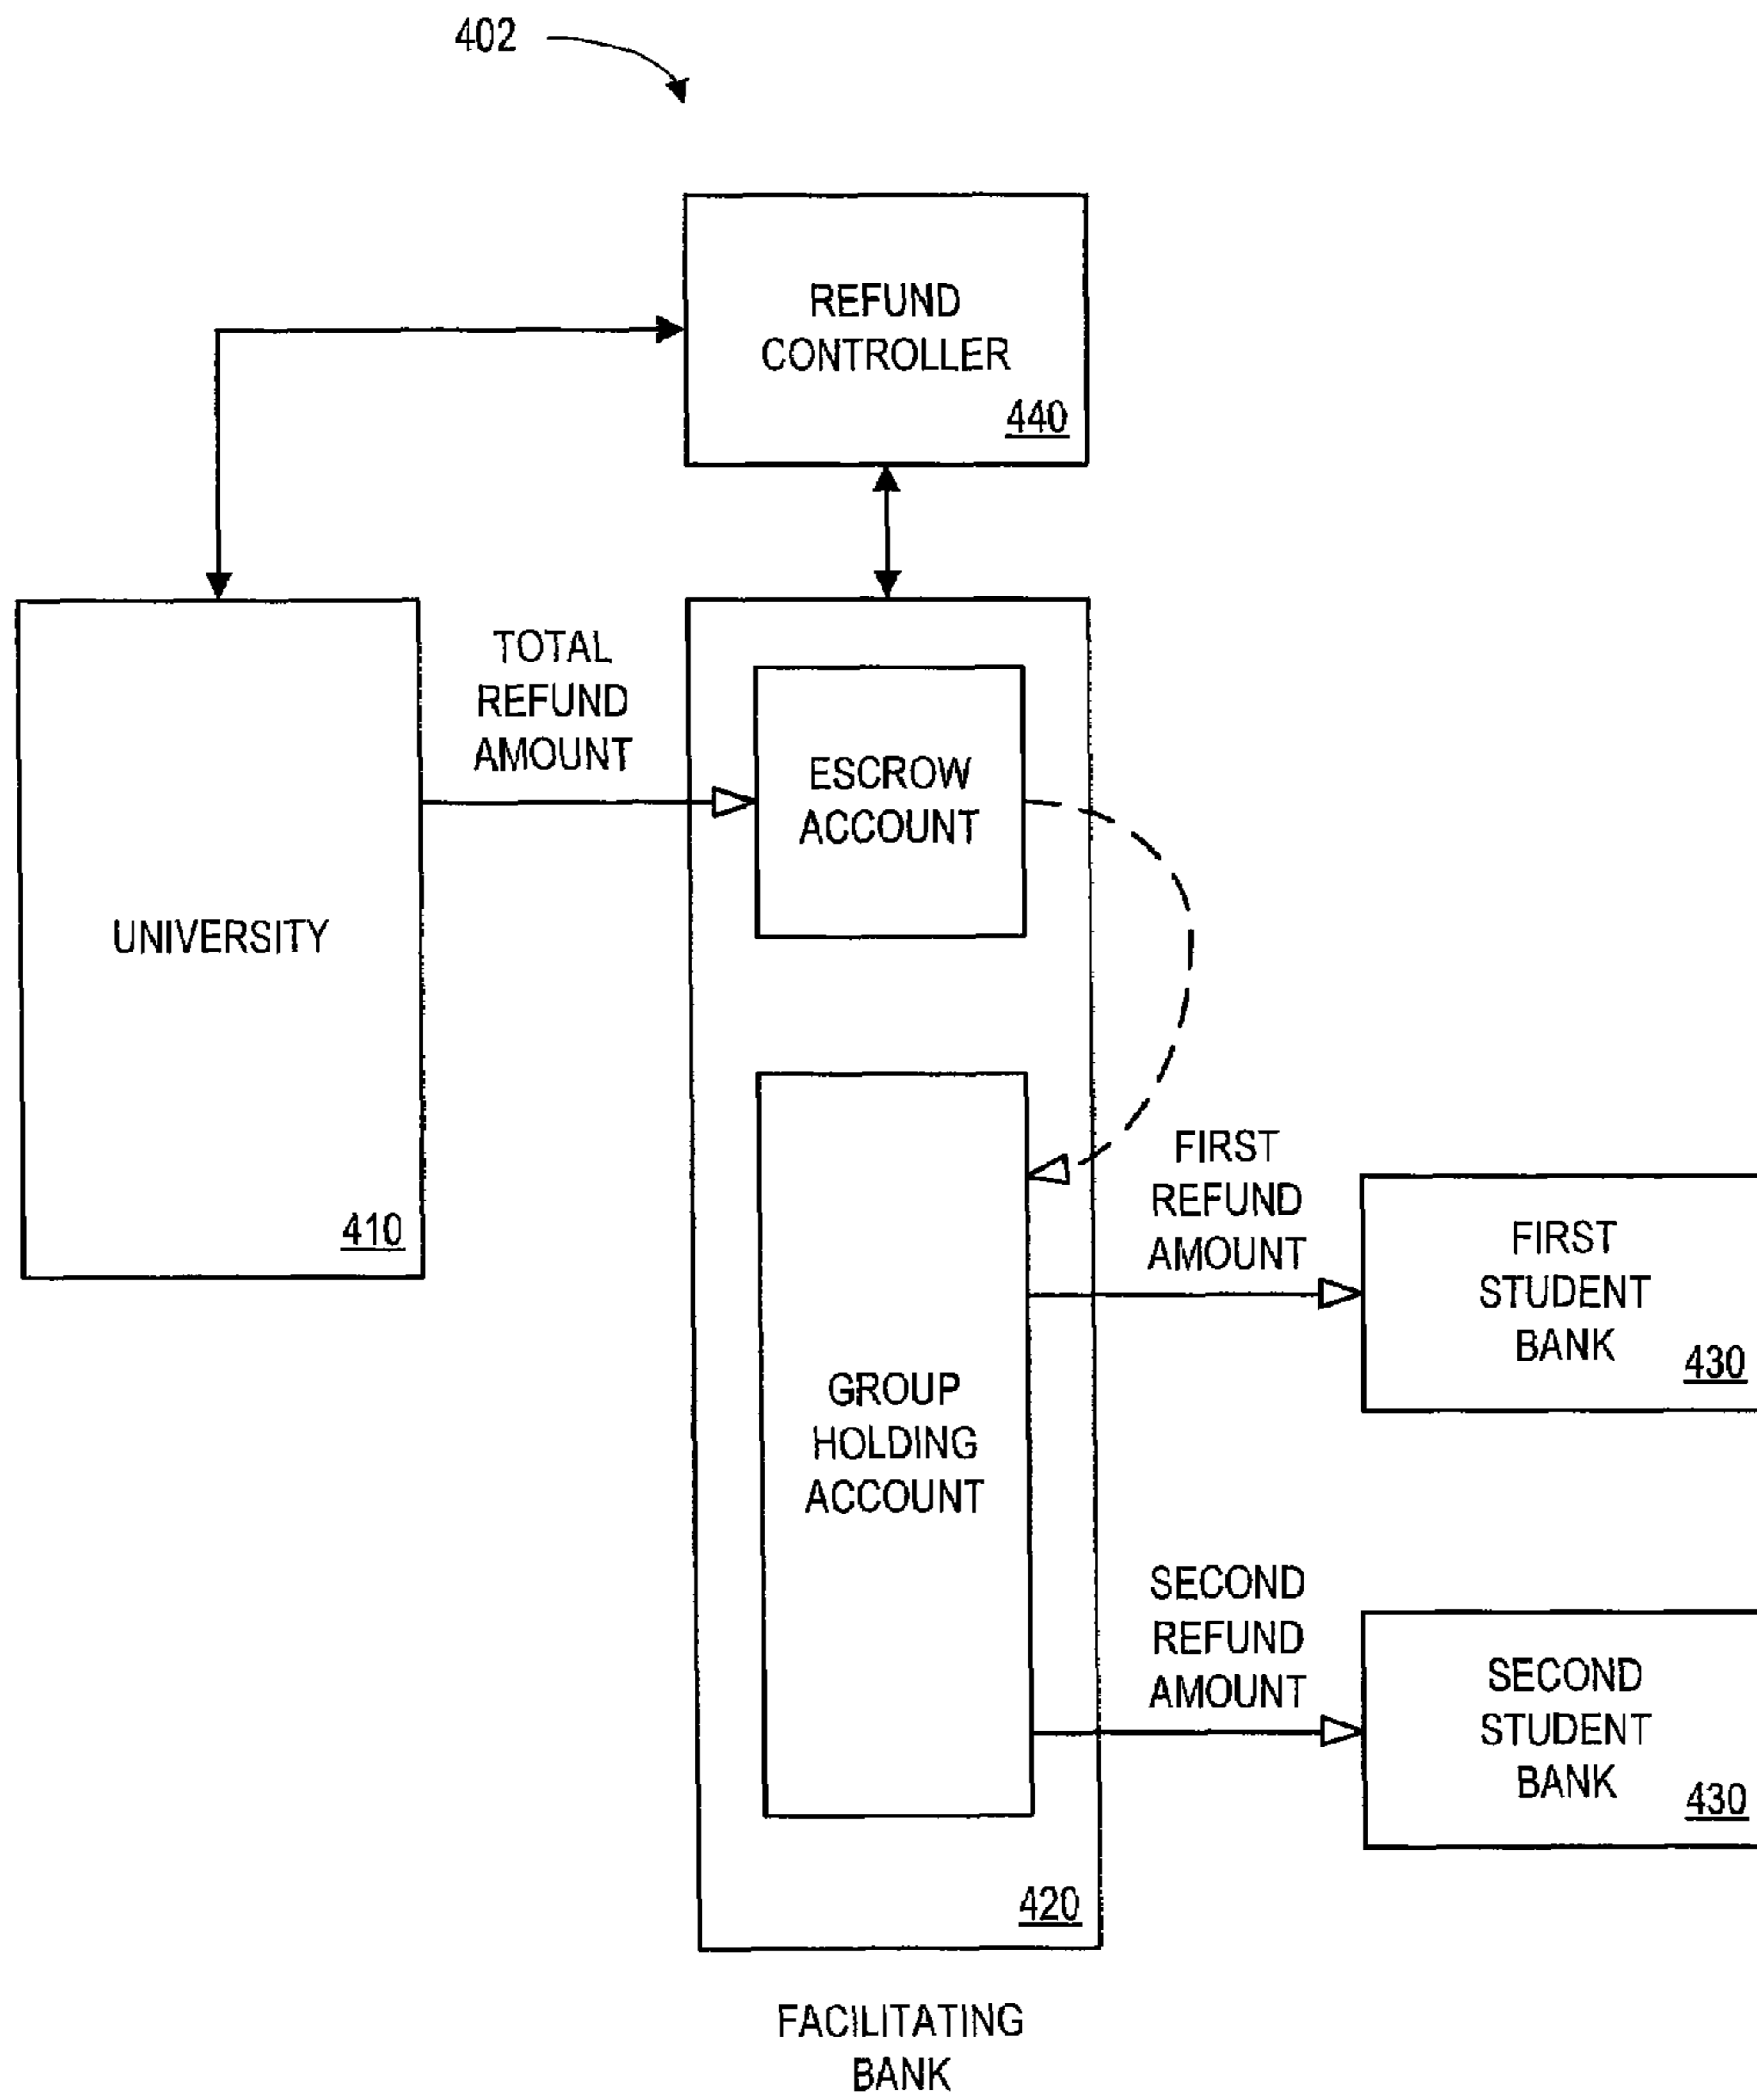 402
REFUND
CONTROLLER
440
TOTAL
REFUND
AMOUNT
ESCROW
ACCOUNT
UNIVERSITY
410
FIRST
REFUND
AMOUNT
FIRST
STUDENT
BANK
430
GROUP
HOLDING
ACCOUNT
SECOND
REFUND
AMOUNT
SECOND
STUDENT
BANK
430
420
FACILITATING
BANK